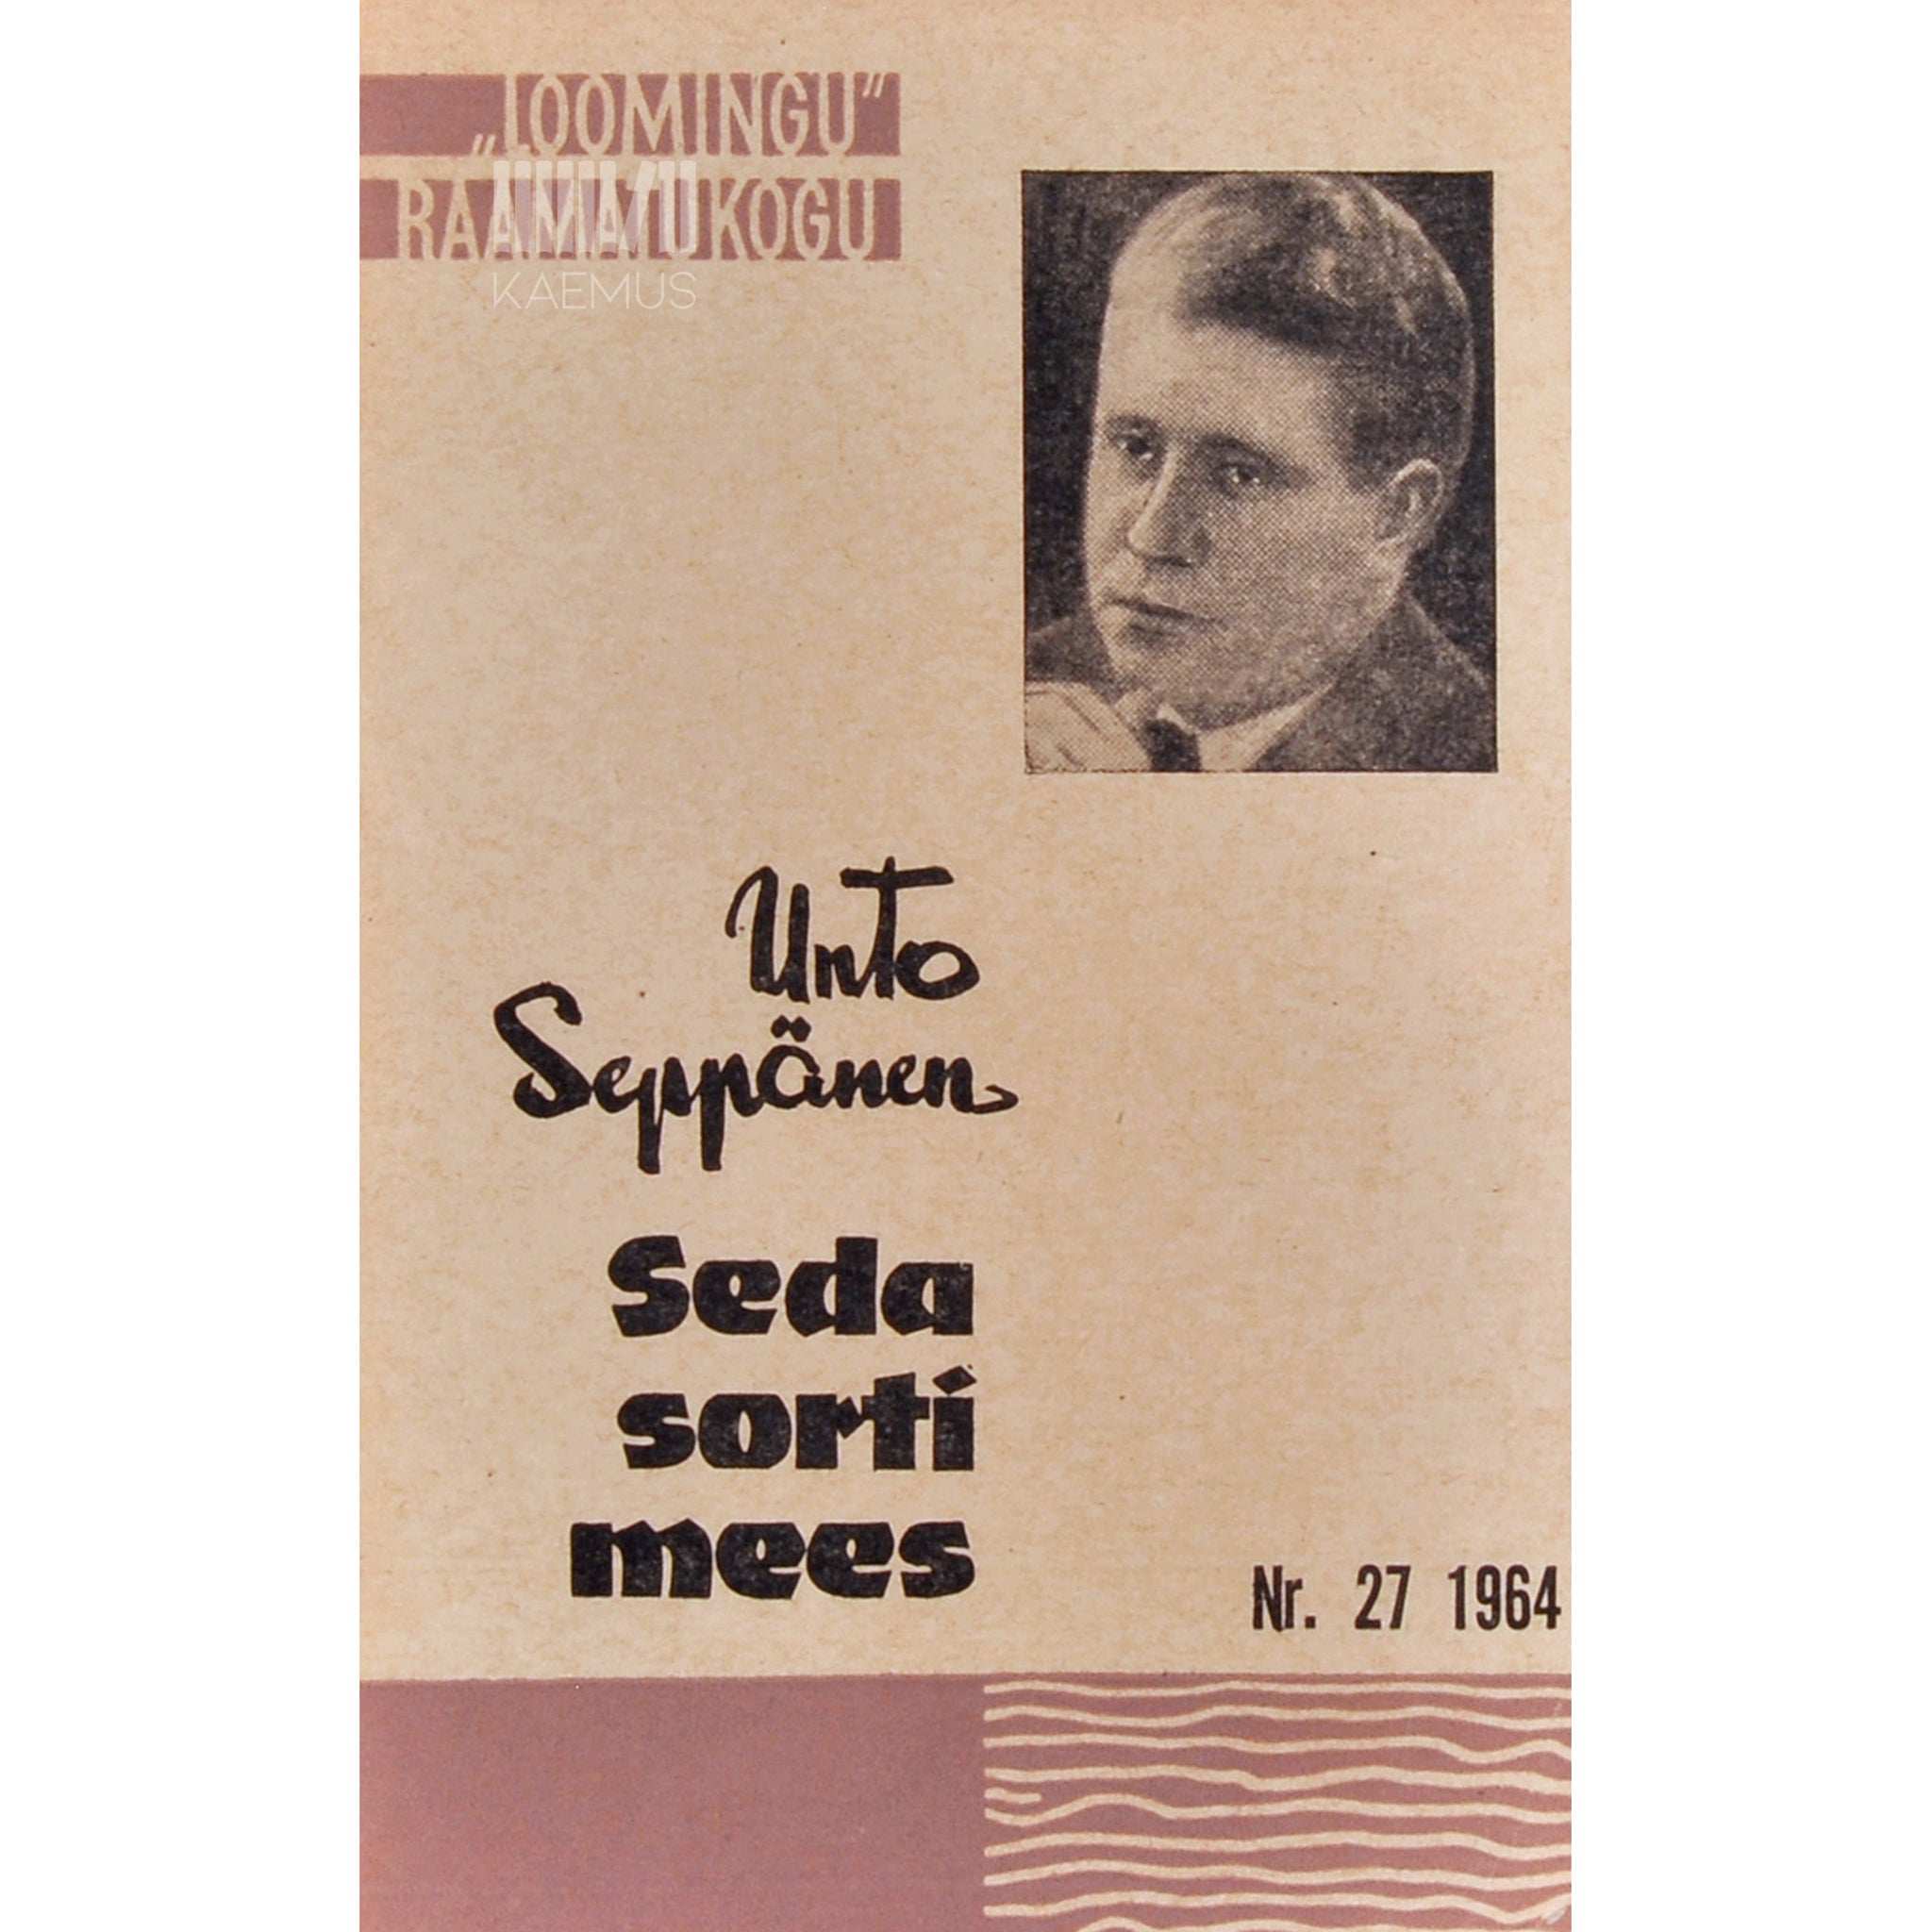 „LOOMINGU“
RAAMATUKOGU
KAEMUS
Unto
Seppänen
Seda
sorti
mees
Nr. 27 1964